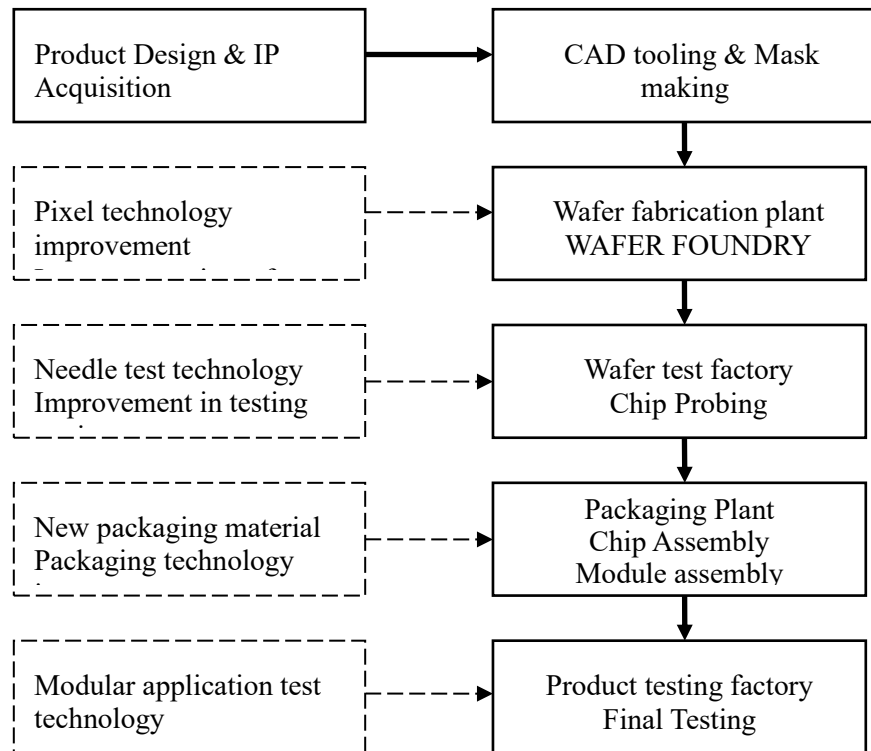 Product Design & IP
Acquisition
CAD tooling & Mask
making
Pixel technology
improvement
Wafer fabrication plant
WAFER FOUNDRY
Needle test technology
Improvement in testing
Wafer test factory
Chip Probing
New packaging material
Packaging technology
Packaging Plant
Chip Assembly
Module assembly
Modular application test
technology
Product testing factory
Final Testing